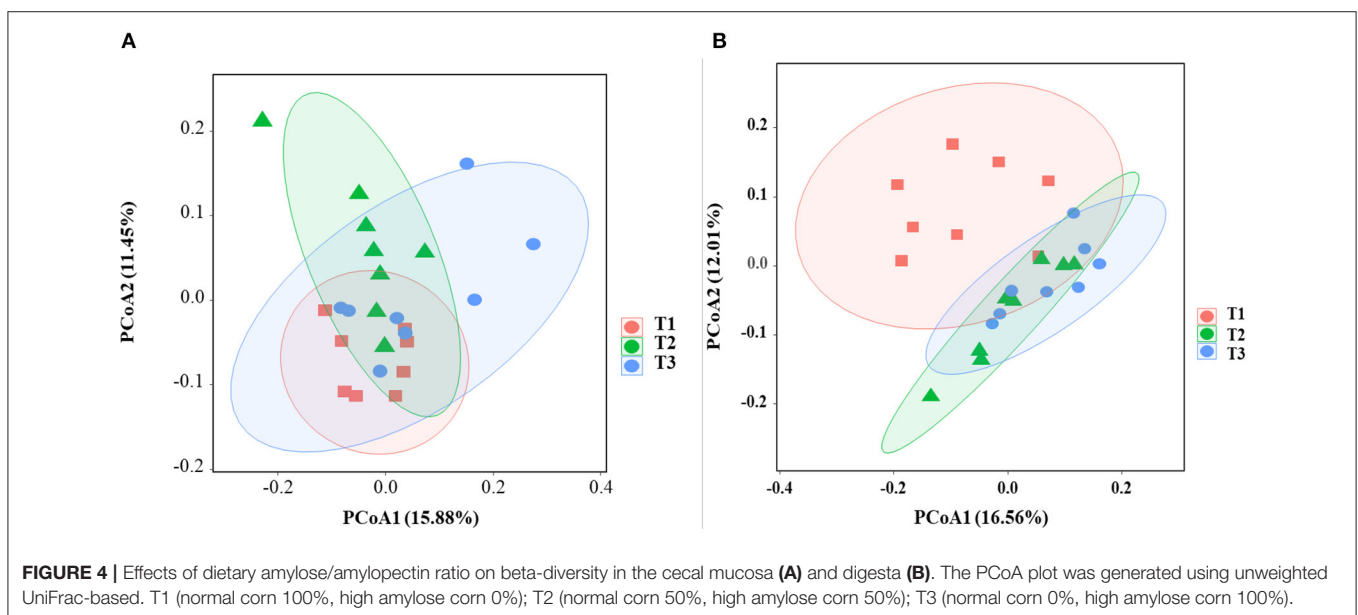 A
0.2
0.1
0.0
-0.1
-0.2
-0.2
0.0
0.2
0.4
PCoA2 (11.45%)
PCoA1 (15.88%)
T1
T2
T3
B
0.2
0.1
0.0
-0.1
-0.2
-0.4
-0.2
0.0
0.2
PCoA2 (12.01%)
PCoA1 (16.56%)
T1
T2
T3
FIGURE 4 | Effects of dietary amylose/amylopectin ratio on beta-diversity in the cecal mucosa (A) and digesta (B). The PCoA plot was generated using unweighted
UniFrac-based. T1 (normal corn 100%, high amylose corn 0%); T2 (normal corn 50%, high amylose corn 50%); T3 (normal corn 0%, high amylose corn 100%).